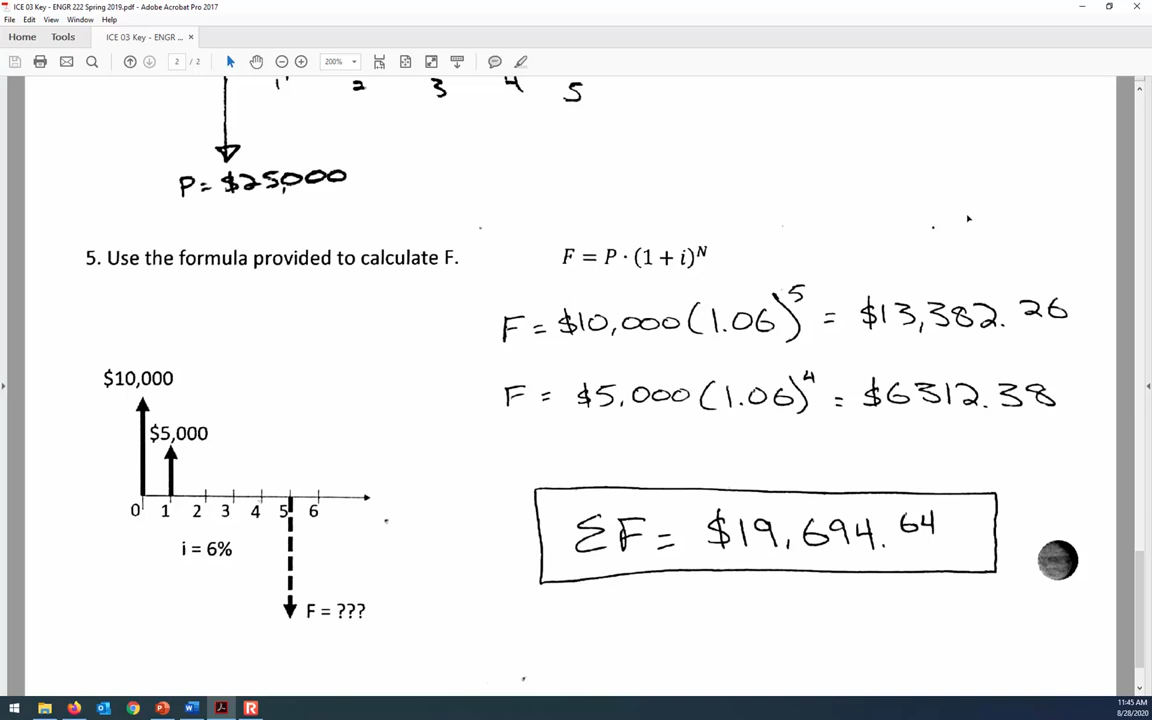 ICE 03 Key - ENGR 222 Spring 2019.pdf - Adobe Acrobat Pro 2017
File Edit View Window Help
Home Tools ICE 03 Key - ENGR ... ×
2 / 2 200%
1 2 3 4 5
P = $25,000
5. Use the formula provided to calculate F. F = P · (1 + i)^N
F = $10,000 (1.06)^5 = $13,382.26
F = $5,000 (1.06)^4 = $6312.38
$10,000
$5,000
0 1 2 3 4 5 6
i = 6%
ΣF = $19,694.64
F = ???
11:45 AM
8/28/2020